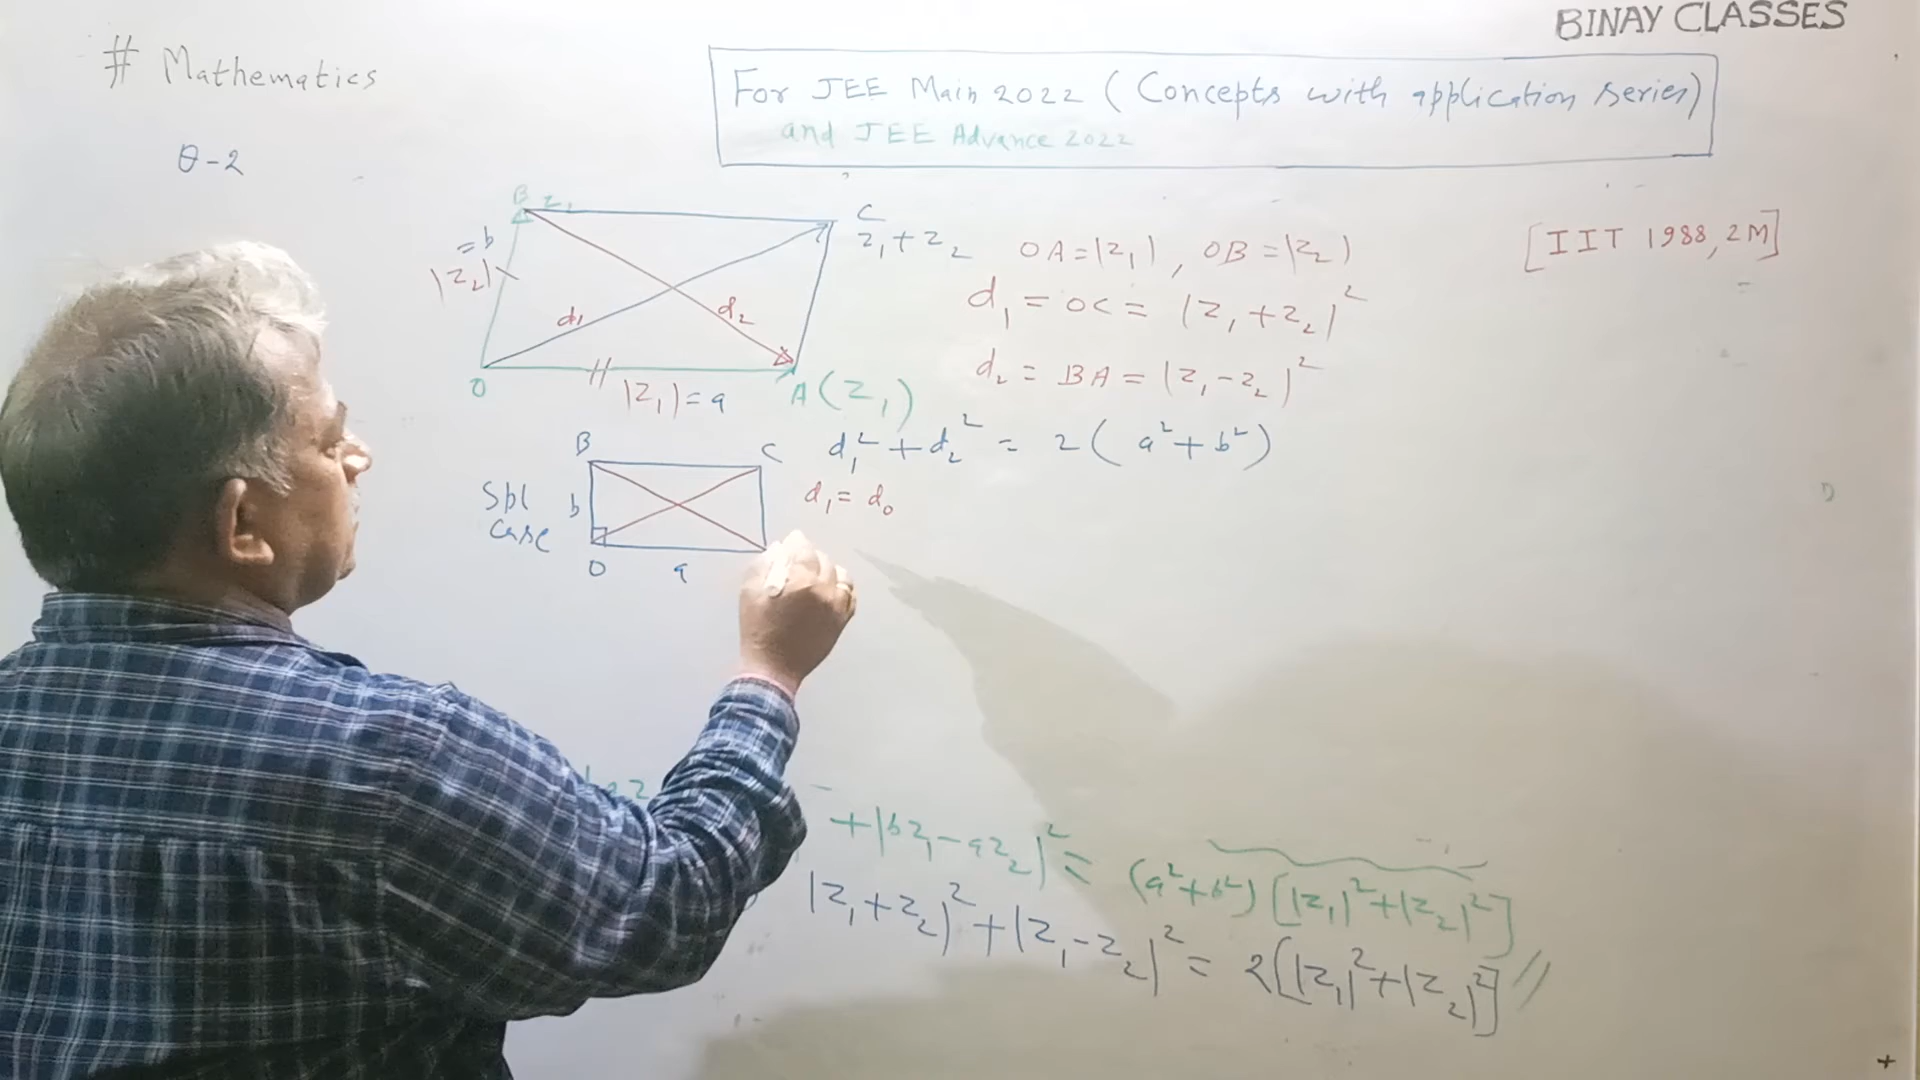 BINAY CLASSES
# Mathematics
For JEE Main 2022 (Concepts with application series)
and JEE Advance 2022
θ-2
[IIT 1988, 2M]
B z₁
C
z₁+z₂
=b
|z₂|
d₁
d₂
O
|z₁|=a
A(z₁)
OA=|z₁|, OB=|z₂|
d₁ = OC = |z₁+z₂|²
d₂ = BA = |z₁-z₂|²
d₁²+d₂² = 2(a²+b²)
B
C
Spl
Case
b
O
a
d₁= d₀
+|bz₁-az₂|² = (a²+b²)[|z₁|²+|z₂|²]
|z₁+z₂|²+|z₁-z₂|² = 2[|z₁|²+|z₂|²]//